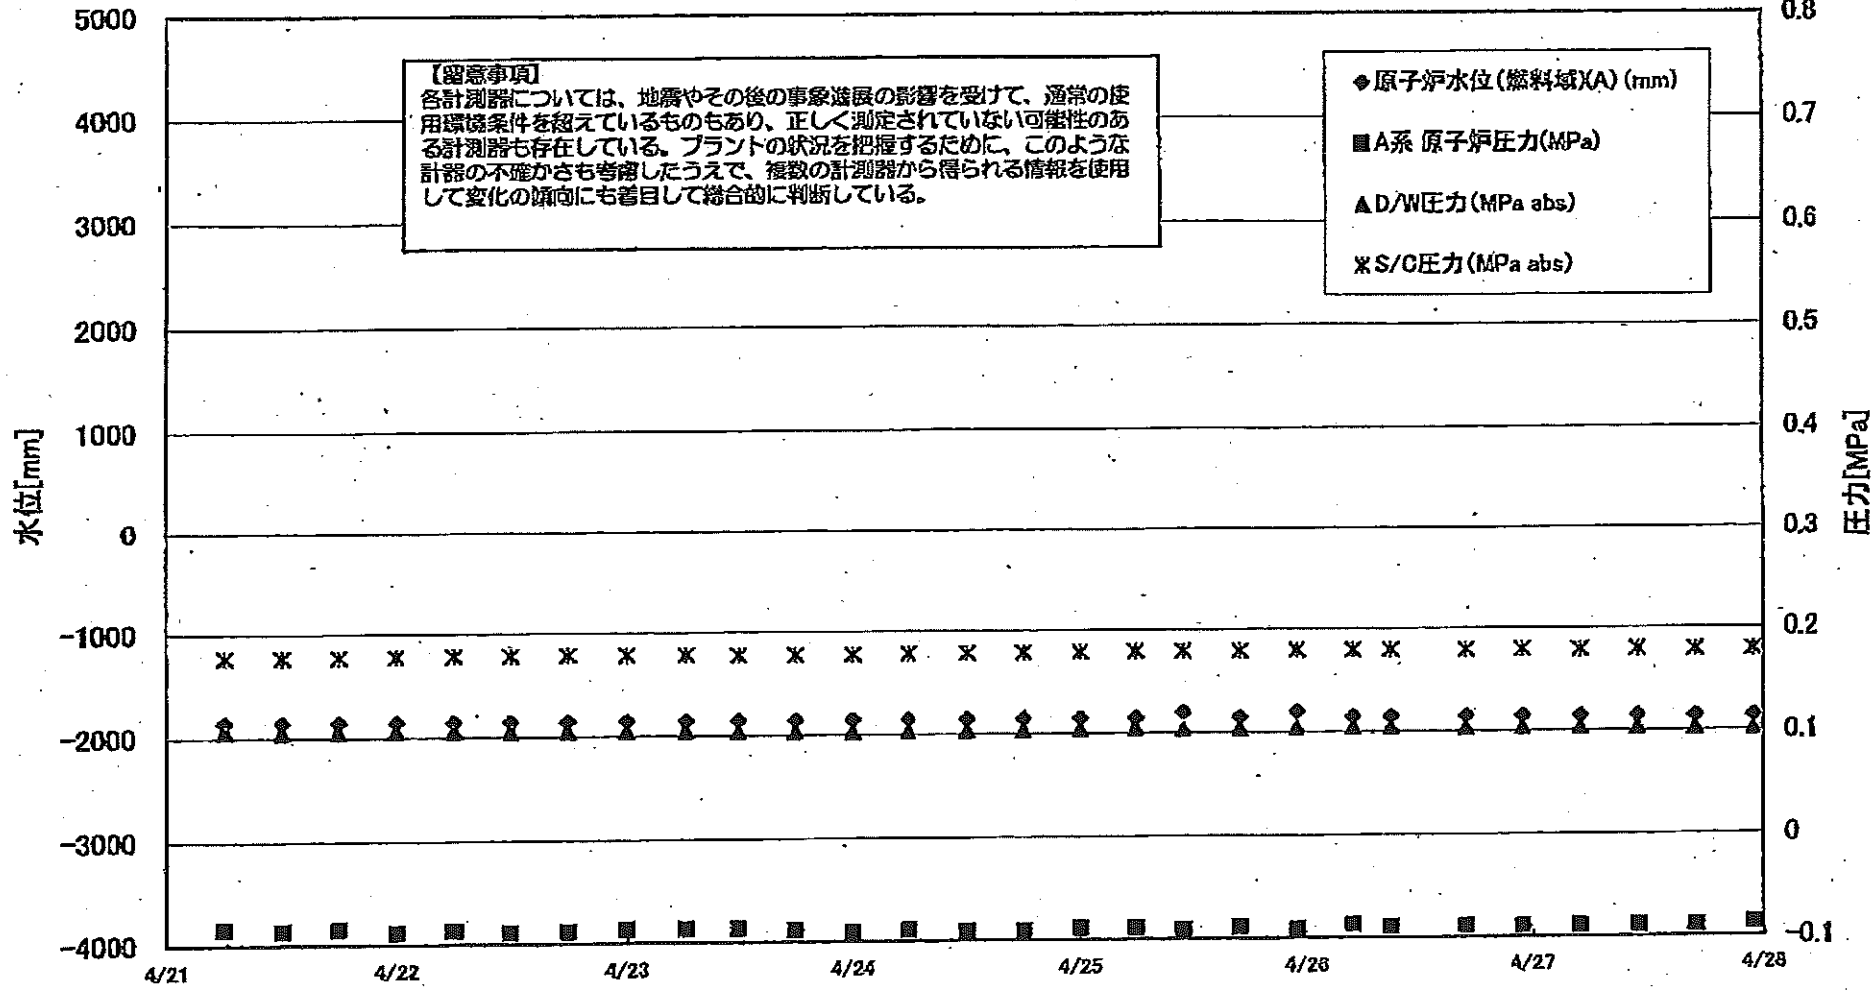 5000
4000
3000
2000
1000
0
-1000
-2000
-3000
-4000
水位[mm]
【留意事項】
各計測器については、地震やその後の事象進展の影響を受けて、通常の使
用環境条件を超えているものもあり、正しく測定されていない可能性のあ
る計測器も存在している。プラントの状況を把握するために、このような
計器の不確かさも考慮したうえで、複数の計測器から得られる情報を使用
して変化の傾向にも着目して総合的に判断している。
◆原子炉水位(燃料域)(A)(mm)
■A系 原子炉圧力(MPa)
▲D/W圧力(MPa abs)
S/C圧力(MPa abs)
0.8
0.7
0.6
0.5
0.4
0.3
0.2
0.1
0
-0.1
圧力[MPa]
4/21
4/22
4/23
4/24
4/25
4/26
4/27
4/28